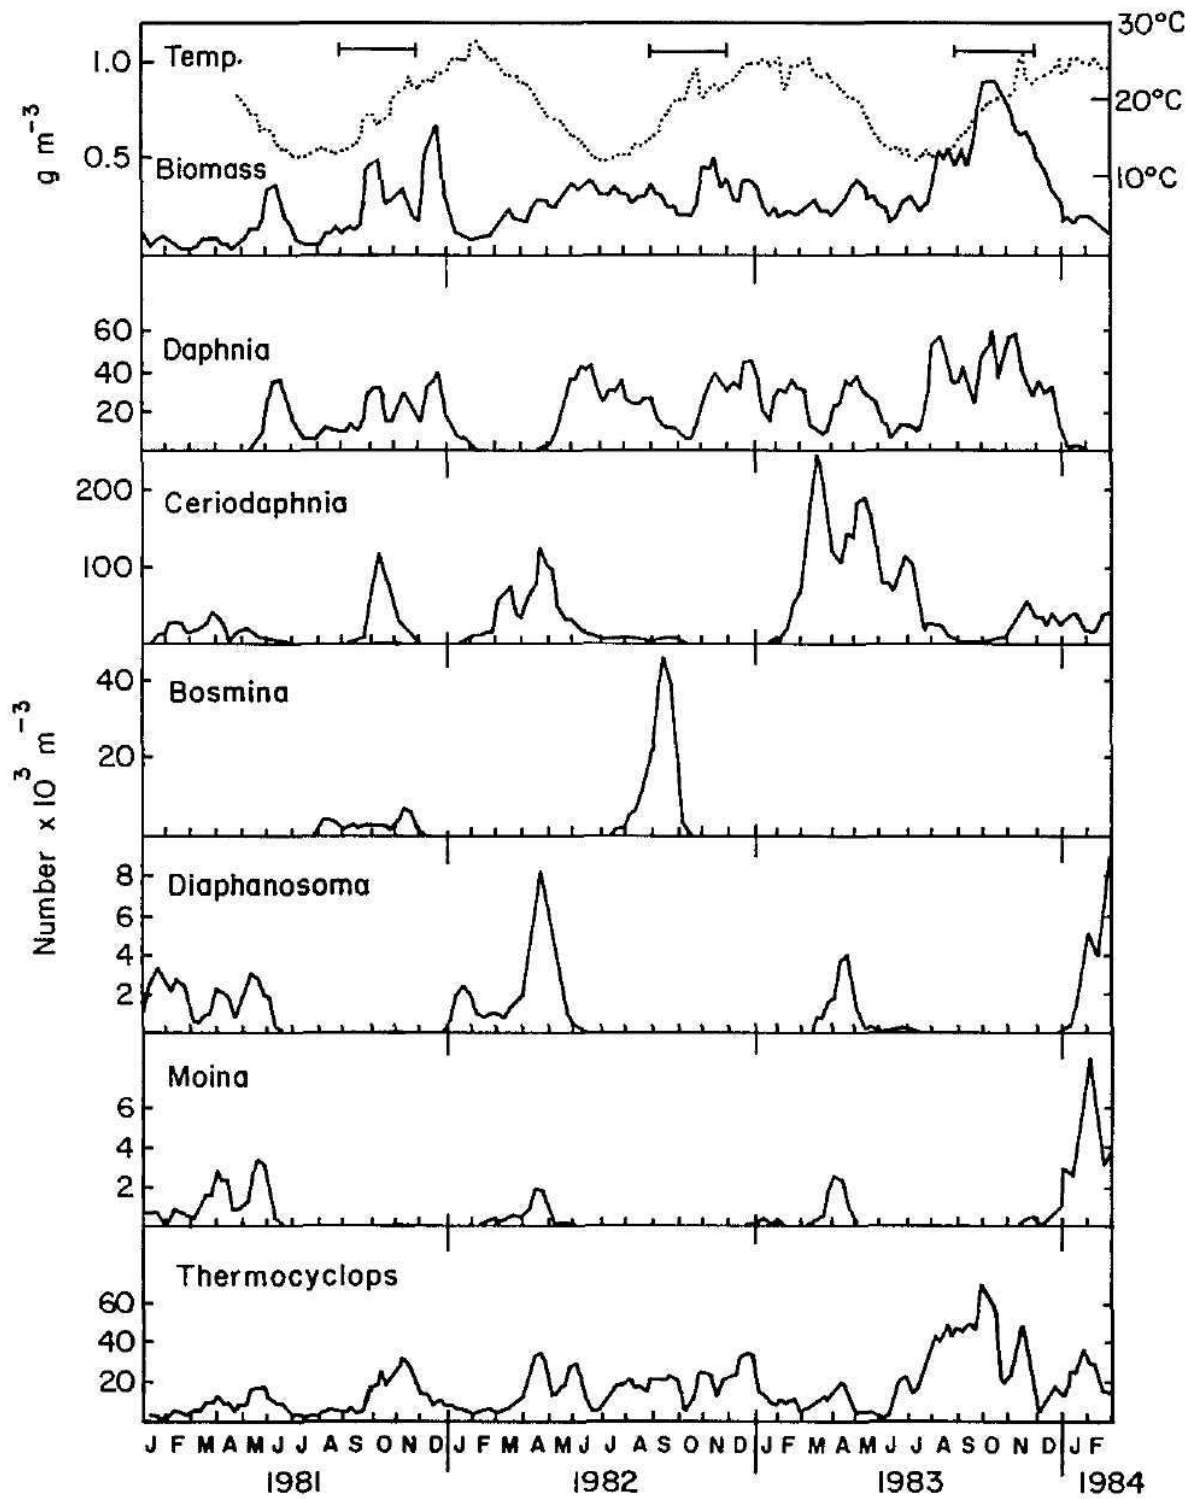 30°C
1.0 Temp.
20°C
g m⁻³
0.5
Biomass 10°C
60
Daphnia
40
20
200 Ceriodaphnia
100
40 Bosmina
20
Number x10³ m⁻³
8 Diaphanosoma
6
4
2
Moina
6
4
2
Thermocyclops
60
40
20
J F M A M J J A S O N D J F M A M J J A S O N D J F M A M J J A S O N D J F
1981 1982 1983 1984